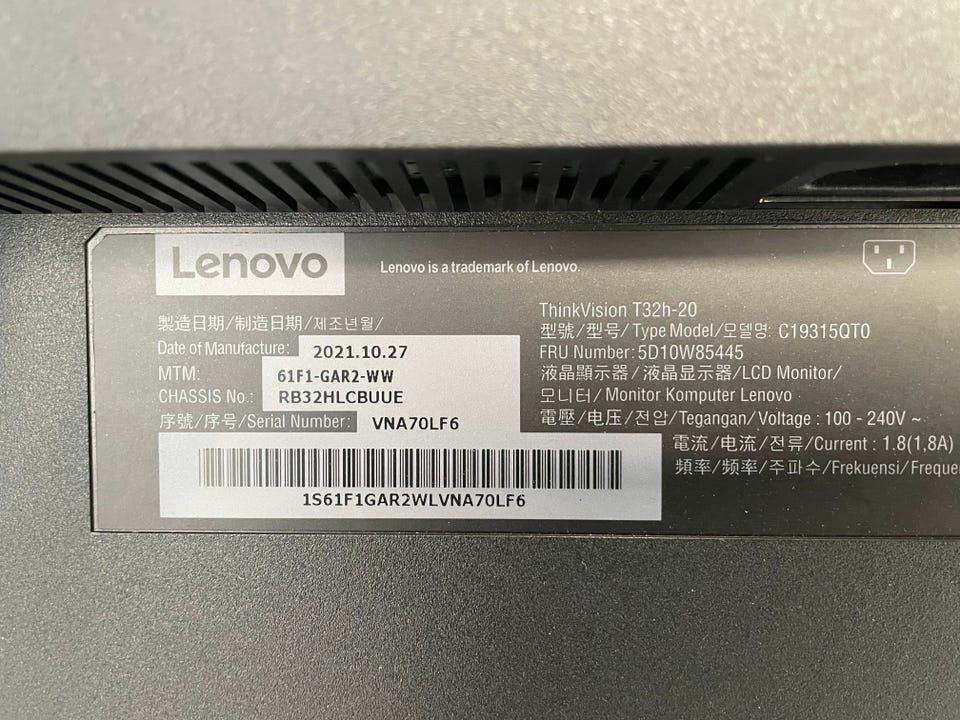 Lenovo
Lenovo is a trademark of Lenovo.
製造日期/制造日期/제조년월/
Date of Manufacture: 2021.10.27
MTM: 61F1-GAR2-WW
CHASSIS No.: RB32HLCBUUE
序號/序号/Serial Number: VNA70LF6
1S61F1GAR2WLVNA70LF6
ThinkVision T32h-20
型號/型号/Type Model/모델명: C19315QT0
FRU Number: 5D10W85445
液晶顯示器/液晶显示器/LCD Monitor/
모니터/Monitor Komputer Lenovo
電壓/电压/전압/Tegangan/Voltage : 100 - 240V ~
電流/电流/전류/Current : 1.8(1,8A)
頻率/频率/주파수/Frekuensi/Freque